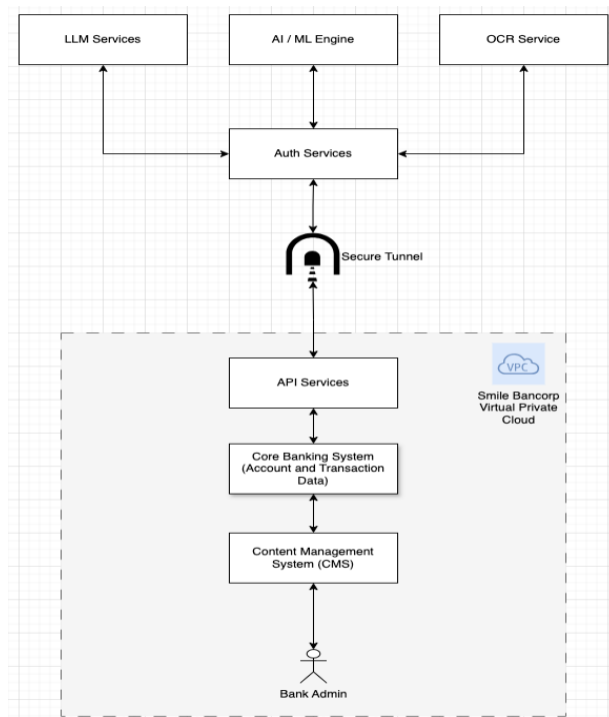 LLM Services
AI / ML Engine
OCR Service
Auth Services
Secure Tunnel
API Services
VPC
Smile Bancorp
Virtual Private
Cloud
Core Banking System
(Account and Transaction
Data)
Content Management
System (CMS)
Bank Admin